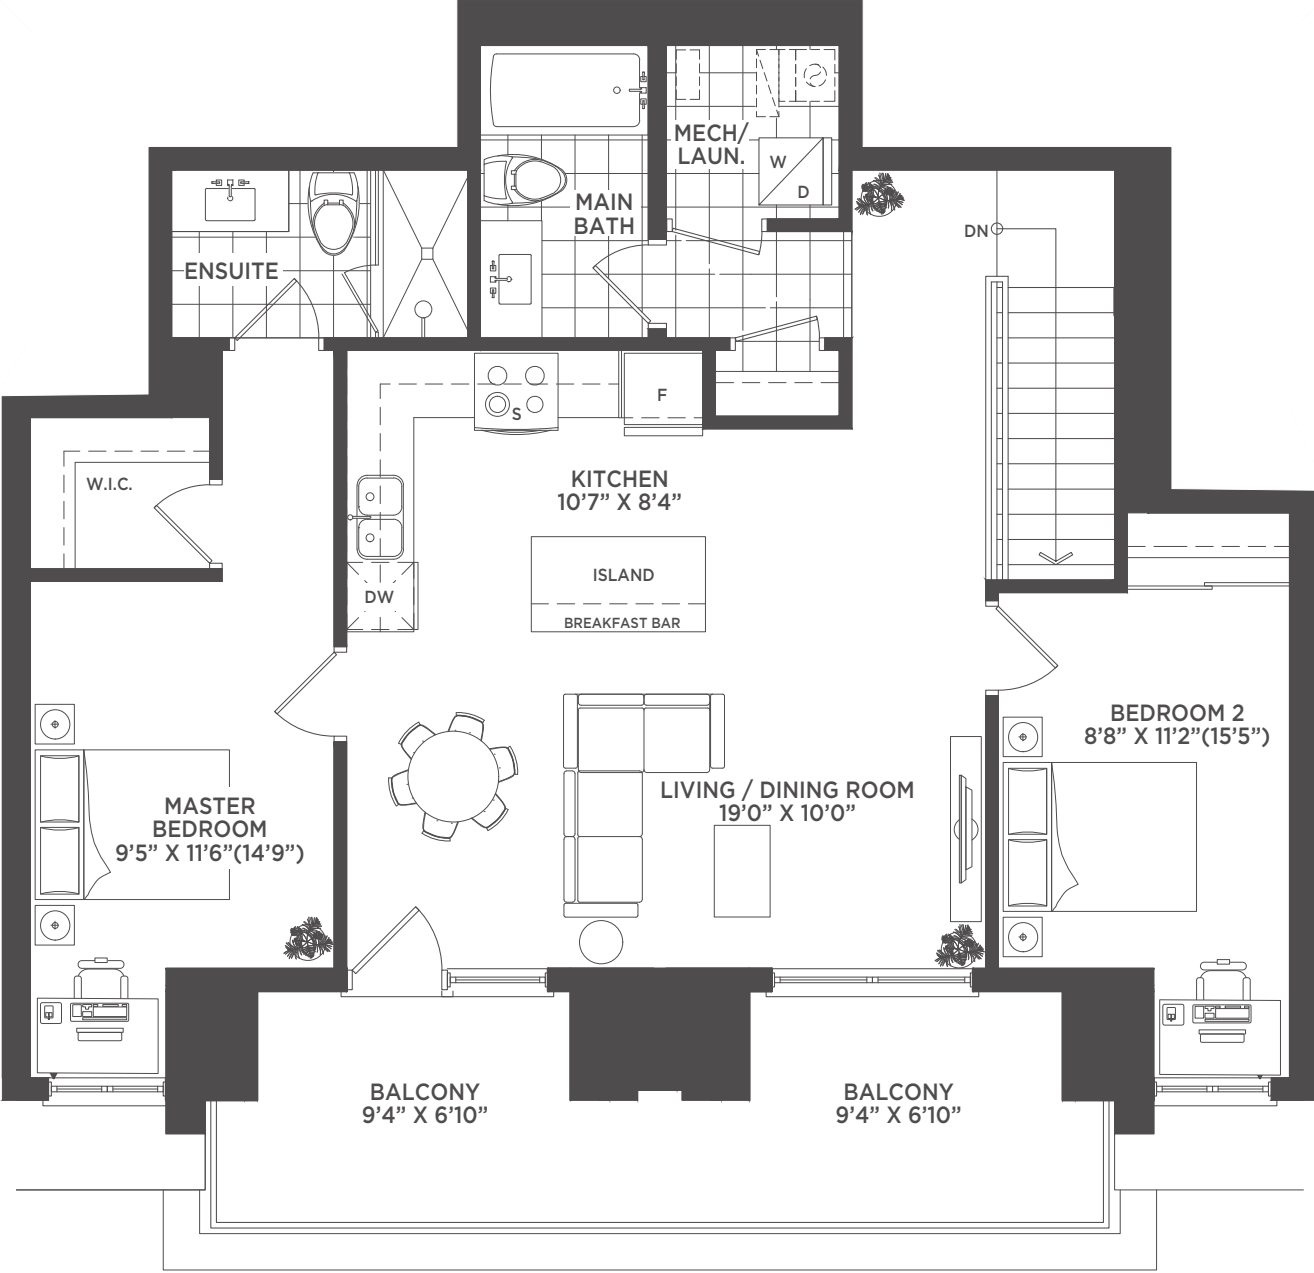 MECH/
LAUN.
W
D
MAIN
BATH
DN
ENSUITE
S
F
W.I.C.
KITCHEN
10'7” X 8'4”
ISLAND
BREAKFAST BAR
DW
BEDROOM 2
8'8” X 11'2”(15'5”)
LIVING / DINING ROOM
19'0” X 10'0”
MASTER
BEDROOM
9'5” X 11'6”(14'9”)
BALCONY
9'4” X 6'10”
BALCONY
9'4” X 6'10”